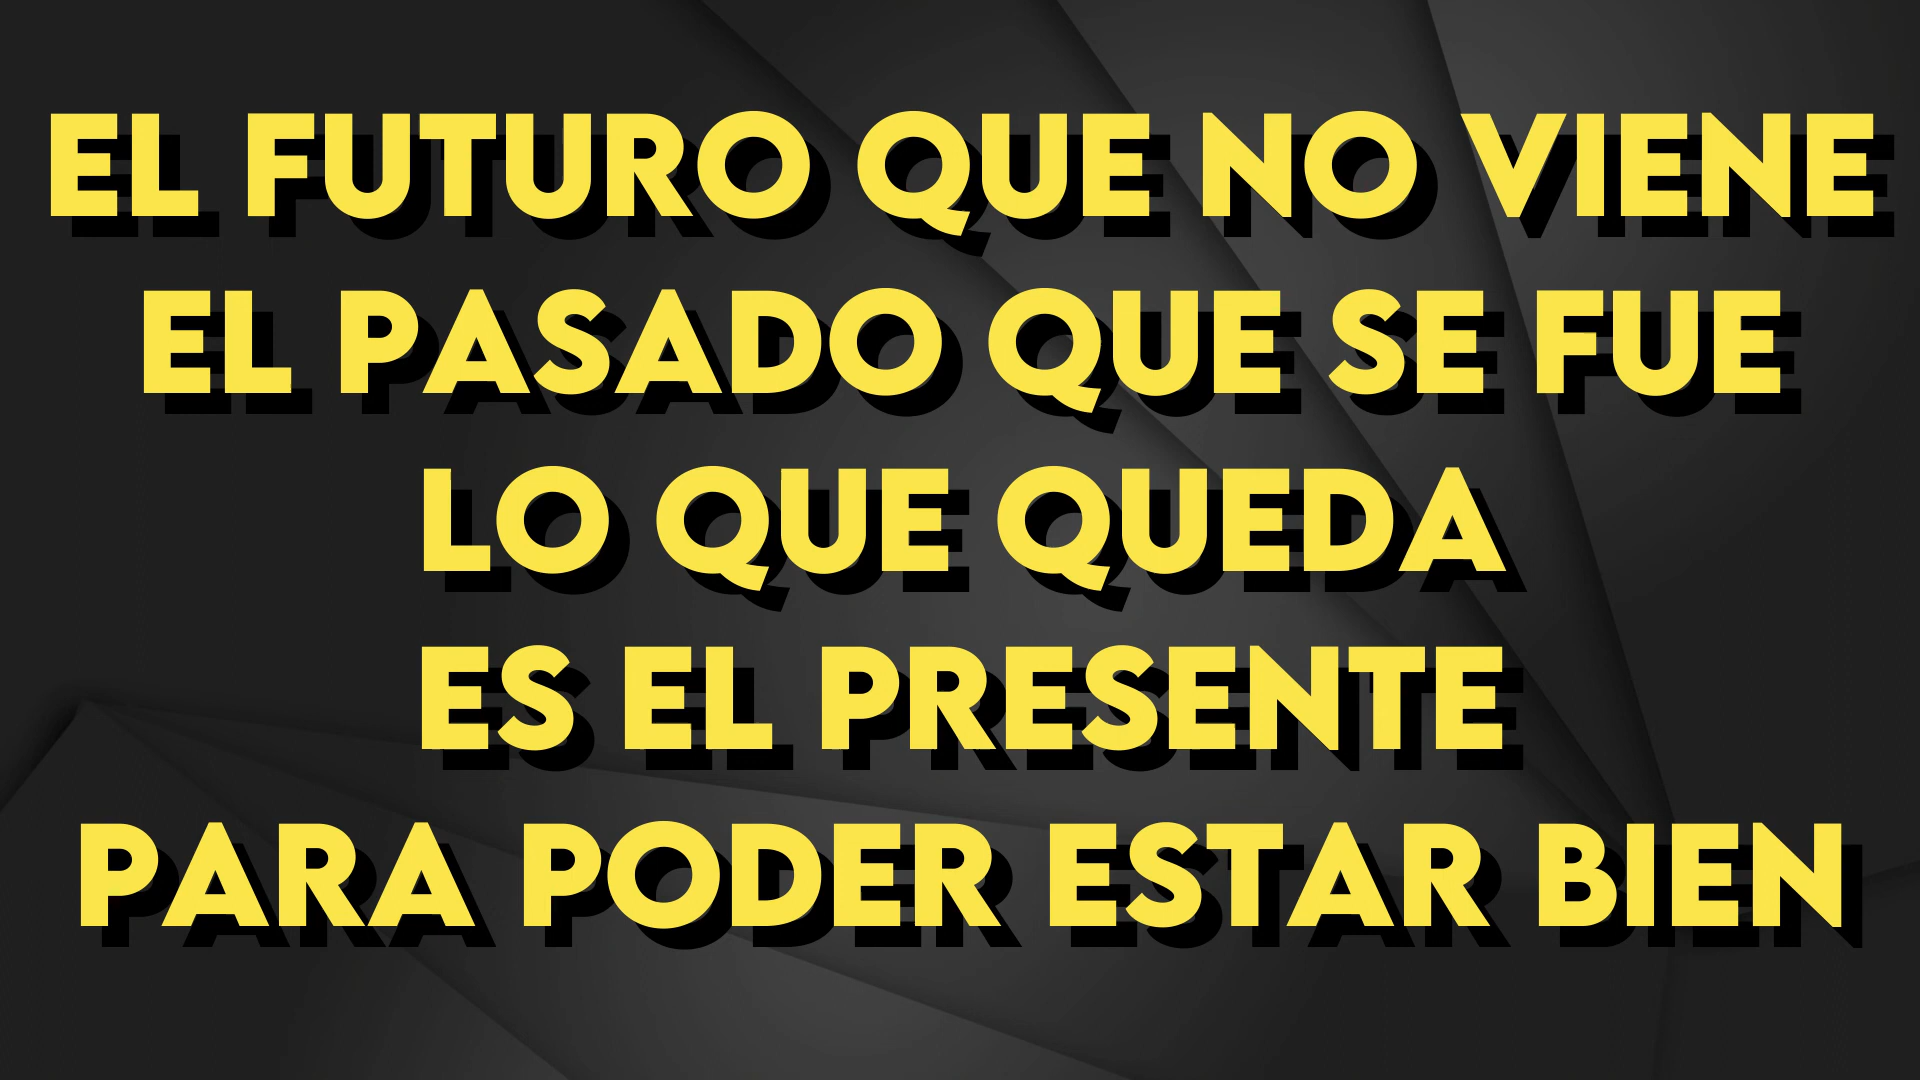 EL FUTURO QUE NO VIENE
EL PASADO QUE SE FUE
LO QUE QUEDA
ES EL PRESENTE
PARA PODER ESTAR BIEN